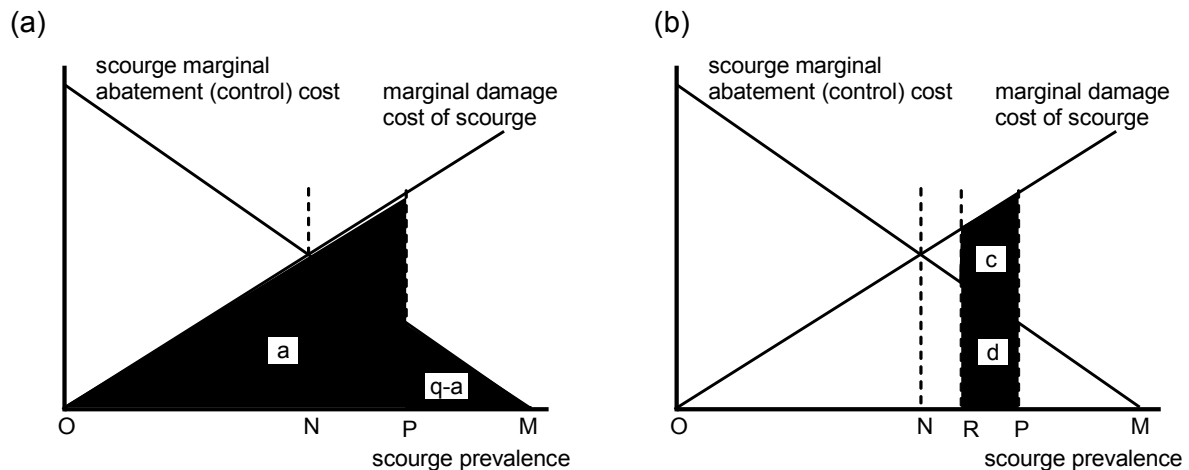 (a)
scourge marginal
abatement (control) cost
marginal damage
cost of scourge
a
q-a
O N P M
scourge prevalence
(b)
scourge marginal
abatement (control) cost
marginal damage
cost of scourge
c
d
O N R P M
scourge prevalence